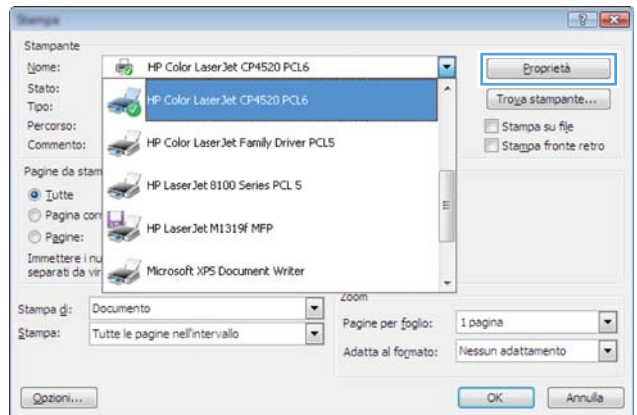 Stampa
Stampante
Nome: HP Color LaserJet CP4520 PCL6 Proprietà
Stato: HP Color LaserJet CP4520 PCL6 Trova stampante...
Tipo:
Percorso: HP Color LaserJet Family Driver PCL5 Stampa su file
Commento: Stampa fronte retro
Pagine da stam HP LaserJet 8100 Series PCL 5
Tutte
Pagina corr HP LaserJet M1319f MFP
Pagine:
Immettere i nu
separati da vir Microsoft XPS Document Writer
Stampa di: Documento Zoom
Stampa: Tutte le pagine nell'intervallo Pagine per foglio: 1 pagina
Adatta al formato: Nessun adattamento
Opzioni... OK Annulla